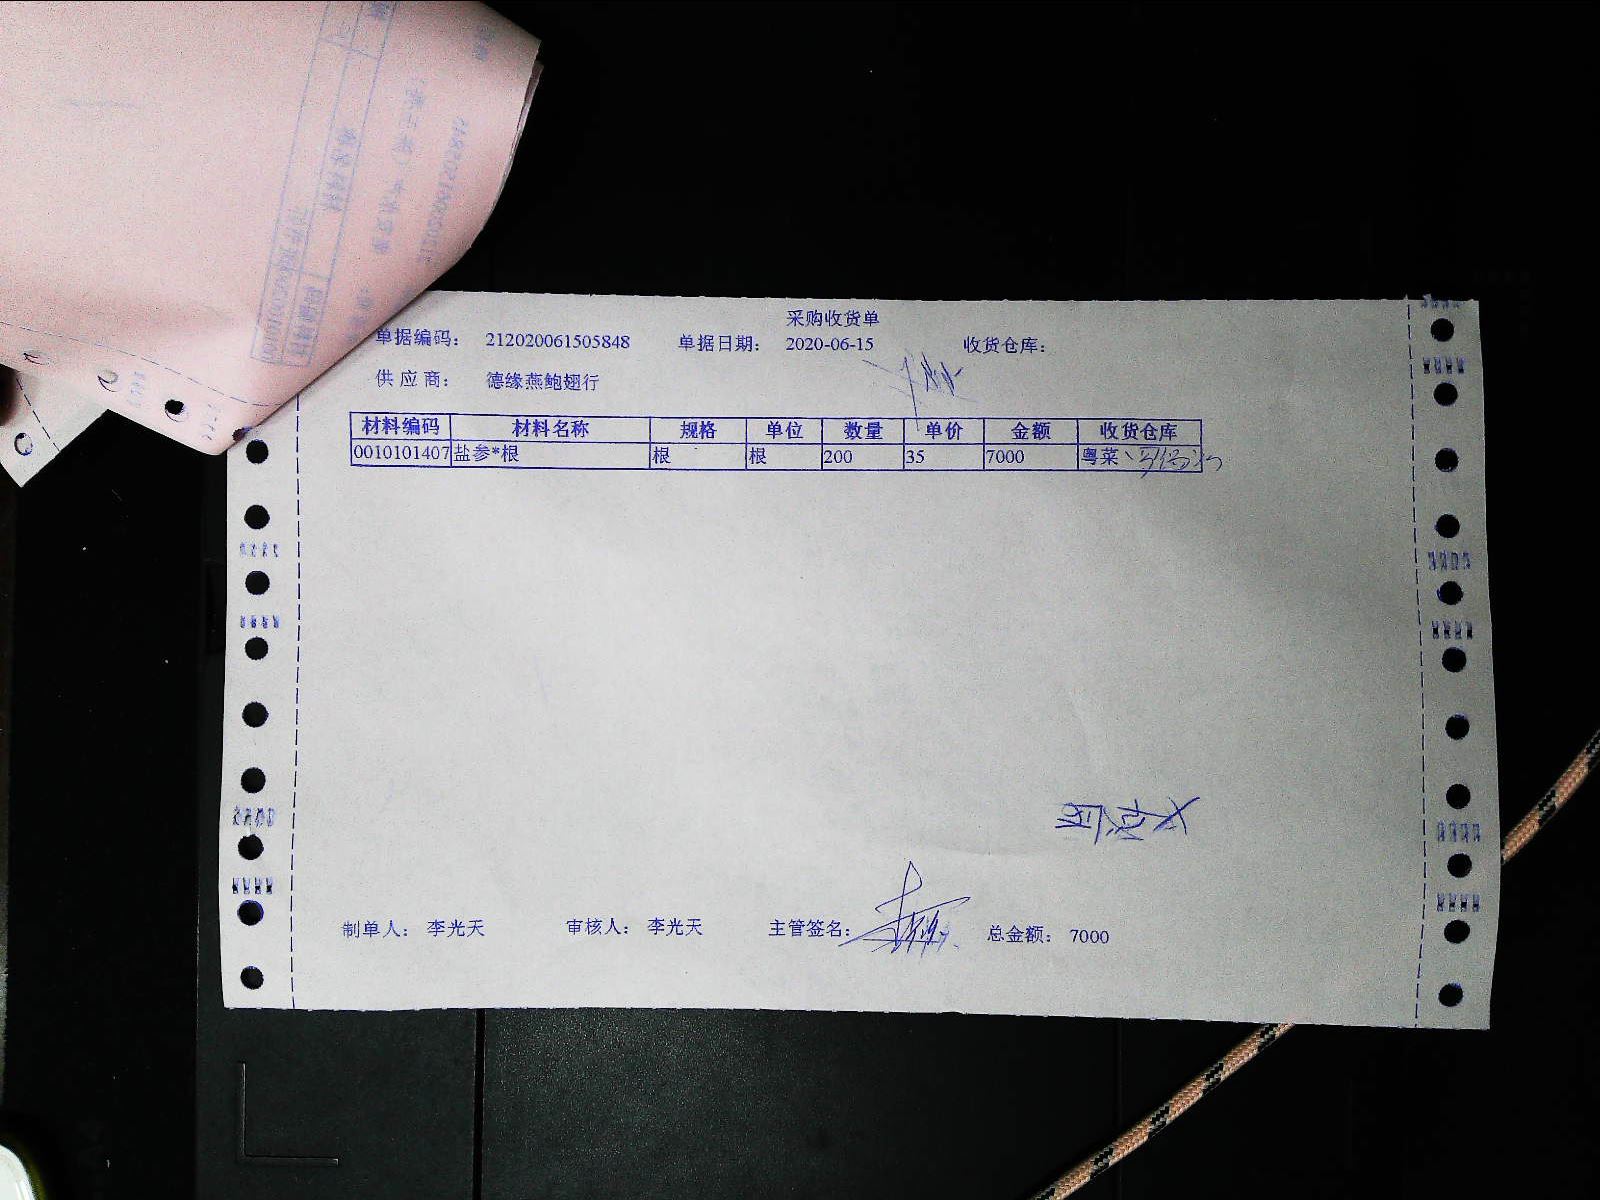 采购收货单
单据编码： 212020061505848 单据日期： 2020-06-15 收货仓库：
供应商： 德缘燕鲍翅行
材料编码 材料名称 规格 单位 数量 单价 金额 收货仓库
0010101407 盐参*根 根 根 200 35 7000 粤菜
制单人： 李光天 审核人： 李光天 主管签名： 总金额： 7000